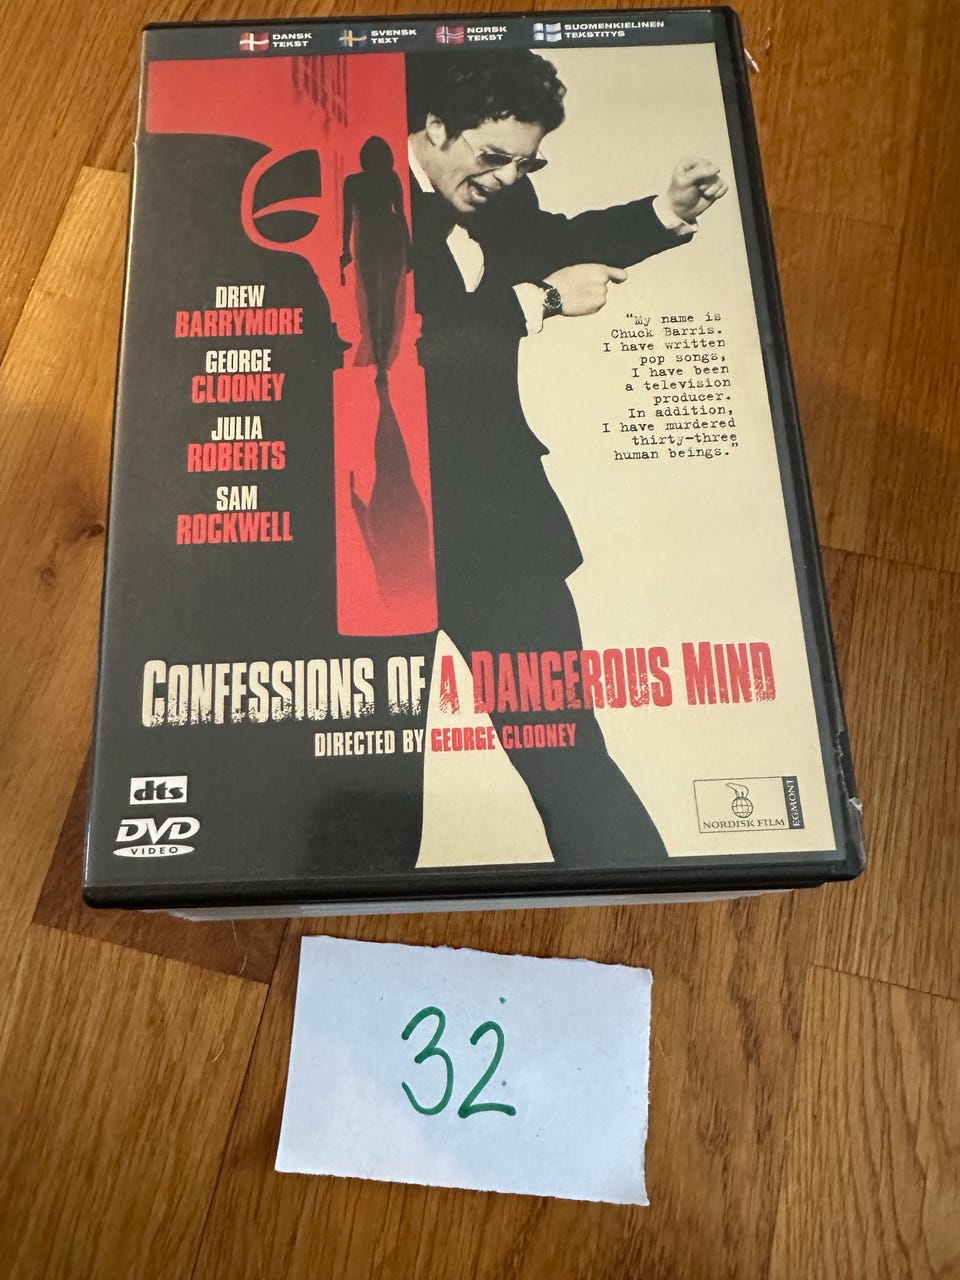 DANSK TEKST
SVENSK TEXT
NORSK TEKST
SUOMENKIELINEN TEKSTITYS
DREW
BARRYMORE
GEORGE
CLOONEY
JULIA
ROBERTS
SAM
ROCKWELL
"My name is
Chuck Barris.
I have written
pop songs,
I have been
a television
producer.
In addition,
I have murdered
thirty-three
human beings."
CONFESSIONS OF A DANGEROUS MIND
DIRECTED BY GEORGE CLOONEY
dts
DVD
VIDEO
NORDISK FILM
EGMONT
32